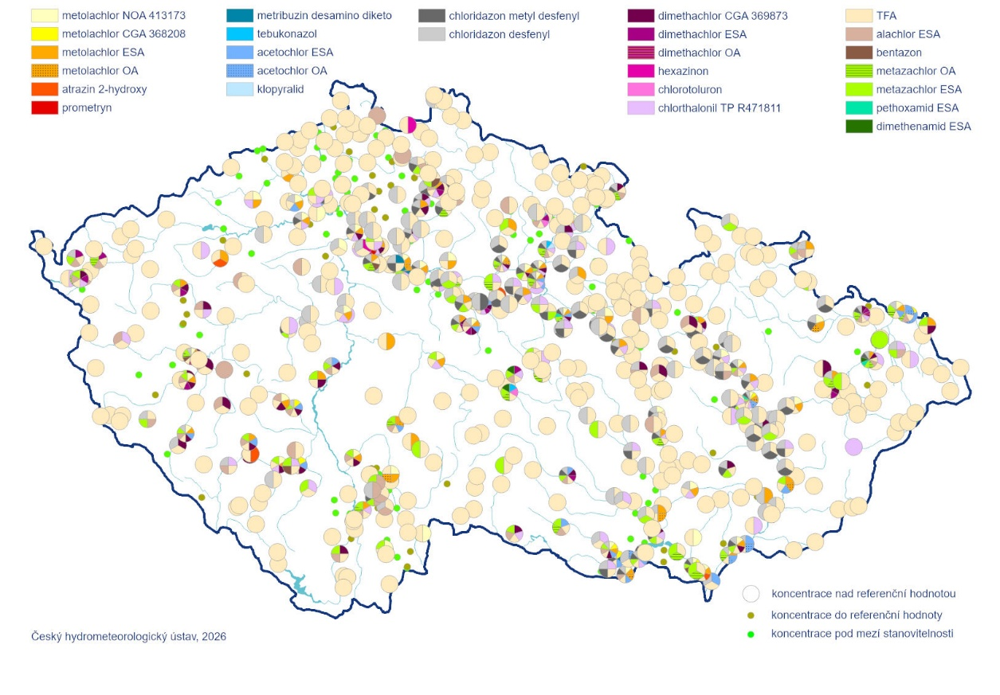 metolachlor NOA 413173
metolachlor CGA 368208
metolachlor ESA
metolachlor OA
atrazin 2-hydroxy
prometryn
metribuzin desamino diketo
tebukonazol
acetochlor ESA
acetochlor OA
klopyralid
chloridazon metyl desfenyl
chloridazon desfenyl
dimethachlor CGA 369873
dimethachlor ESA
dimethachlor OA
hexazinon
chlorotoluron
chlorthalonil TP R471811
TFA
alachlor ESA
bentazon
metazachlor OA
metazachlor ESA
pethoxamid ESA
dimethenamid ESA
koncentrace nad referenční hodnotou
koncentrace do referenční hodnoty
koncentrace pod mezí stanovitelnosti
Český hydrometeorologický ústav, 2026